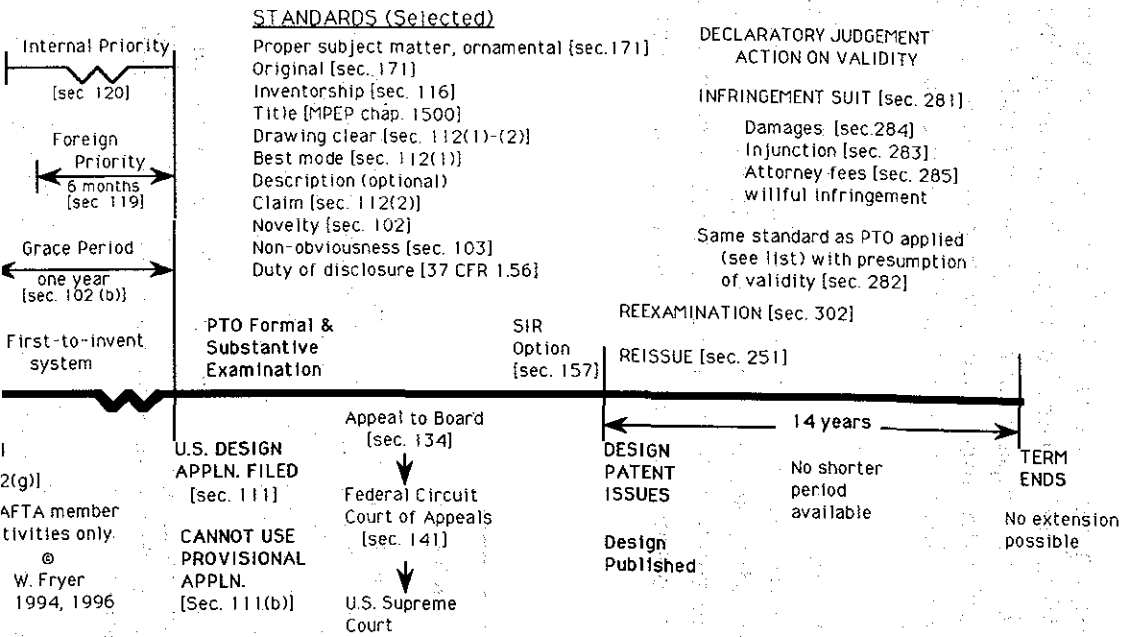 STANDARDS (Selected)
Internal Priority
[sec 120]
Foreign
Priority
6 months
[sec 119]
Grace Period
one year
[sec. 102 (b)]
First-to-invent
system
Proper subject matter, ornamental [sec.171]
Original [sec. 171]
Inventorship [sec. 116]
Title [MPEP chap. 1500]
Drawing clear [sec. 112(1)-(2)]
Best mode [sec. 112(1)]
Description (optional)
Claim [sec. 112(2)]
Novelty [sec. 102]
Non-obviousness [sec. 103]
Duty of disclosure [37 CFR 1.56]
DECLARATORY JUDGEMENT
ACTION ON VALIDITY
INFRINGEMENT SUIT [sec. 281]
Damages [sec.284]
Injunction [sec. 283]
Attorney fees [sec. 285]
willful infringement
Same standard as PTO applied
(see list) with presumption
of validity [sec. 282]
REEXAMINATION [sec. 302]
REISSUE [sec. 251]
PTO Formal &
Substantive
Examination
SIR
Option
[sec. 157]
2(g)]
AFTA member
tivities only
©
W. Fryer
1994, 1996
U.S. DESIGN
APPLN. FILED
[sec. 111]
CANNOT USE
PROVISIONAL
APPLN.
[Sec. 111(b)]
Appeal to Board
[sec. 134]
Federal Circuit
Court of Appeals
[sec. 141]
U.S. Supreme
Court
14 years
DESIGN
PATENT
ISSUES
Design
Published
No shorter
period
available
TERM
ENDS
No extension
possible